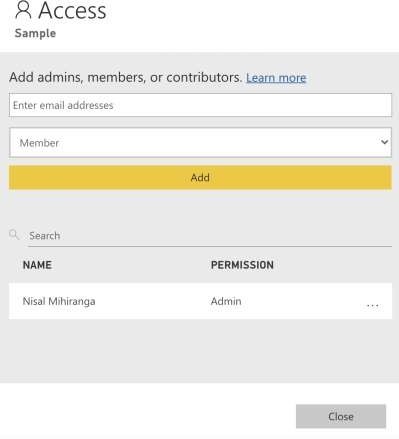 Access
Sample
Add admins, members, or contributors. Learn more
Enter email addresses
Member
Add
Search
NAME PERMISSION
Nisal Mihiranga Admin ...
Close